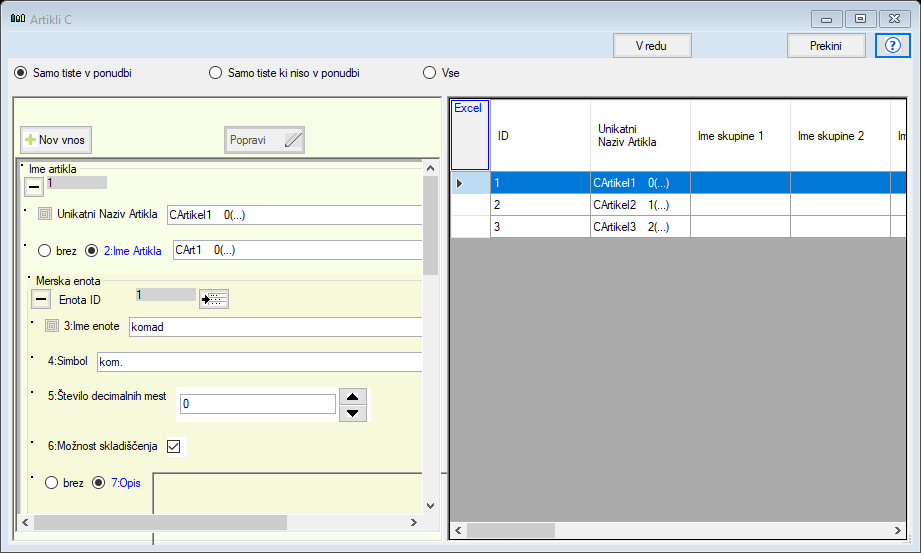 Artikli C
V redu
Prekini
?
Samo tiste v ponudbi
Samo tiste ki niso v ponudbi
Vse
Nov vnos
Popravi
Ime artikla
1
Unikatni Naziv Artikla
CArtikel1 0(...)
brez
2:Ime Artikla
CArt1 0(...)
Merska enota
Enota ID
1
3:Ime enote
komad
4:Simbol
kom.
5:Število decimalnih mest
0
6:Možnost skladiščenja
brez
7:Opis
Excel
ID
Unikatni
Naziv Artikla
Ime skupine 1
Ime skupine 2
Im
1 CArtikel1 0(...)
2 CArtikel2 1(...)
3 CArtikel3 2(...)